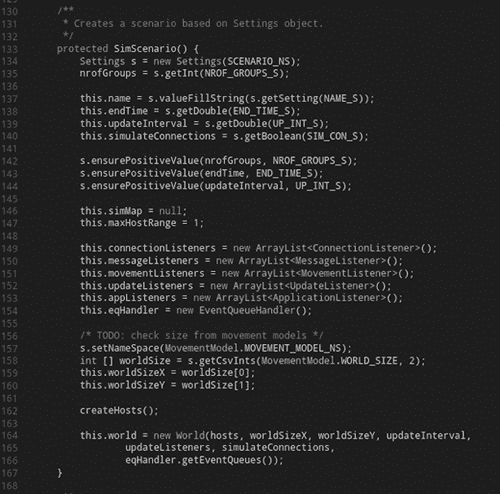 130 /**
131 * Creates a scenario based on Settings object.
132 */
133 protected SimScenario() {
134 Settings s = new Settings(SCENARIO_NS);
135 nrofGroups = s.getInt(NROF_GROUPS_S);
136
137 this.name = s.valueFillString(s.getSetting(NAME_S));
138 this.endTime = s.getDouble(END_TIME_S);
139 this.updateInterval = s.getDouble(UP_INT_S);
140 this.simulateConnections = s.getBoolean(SIM_CON_S);
141
142 s.ensurePositiveValue(nrofGroups, NROF_GROUPS_S);
143 s.ensurePositiveValue(endTime, END_TIME_S);
144 s.ensurePositiveValue(updateInterval, UP_INT_S);
145
146 this.simMap = null;
147 this.maxHostRange = 1;
148
149 this.connectionListeners = new ArrayList<ConnectionListener>();
150 this.messageListeners = new ArrayList<MessageListener>();
151 this.movementListeners = new ArrayList<MovementListener>();
152 this.updateListeners = new ArrayList<UpdateListener>();
153 this.appListeners = new ArrayList<ApplicationListener>();
154 this.eqHandler = new EventQueueHandler();
155
156 /* TODO: check size from movement models */
157 s.setNameSpace(MovementModel.MOVEMENT_MODEL_NS);
158 int [] worldSize = s.getCsvInts(MovementModel.WORLD_SIZE, 2);
159 this.worldSizeX = worldSize[0];
160 this.worldSizeY = worldSize[1];
161
162 createHosts();
163
164 this.world = new World(hosts, worldSizeX, worldSizeY, updateInterval,
165 updateListeners, simulateConnections,
166 eqHandler.getEventQueues());
167 }
168